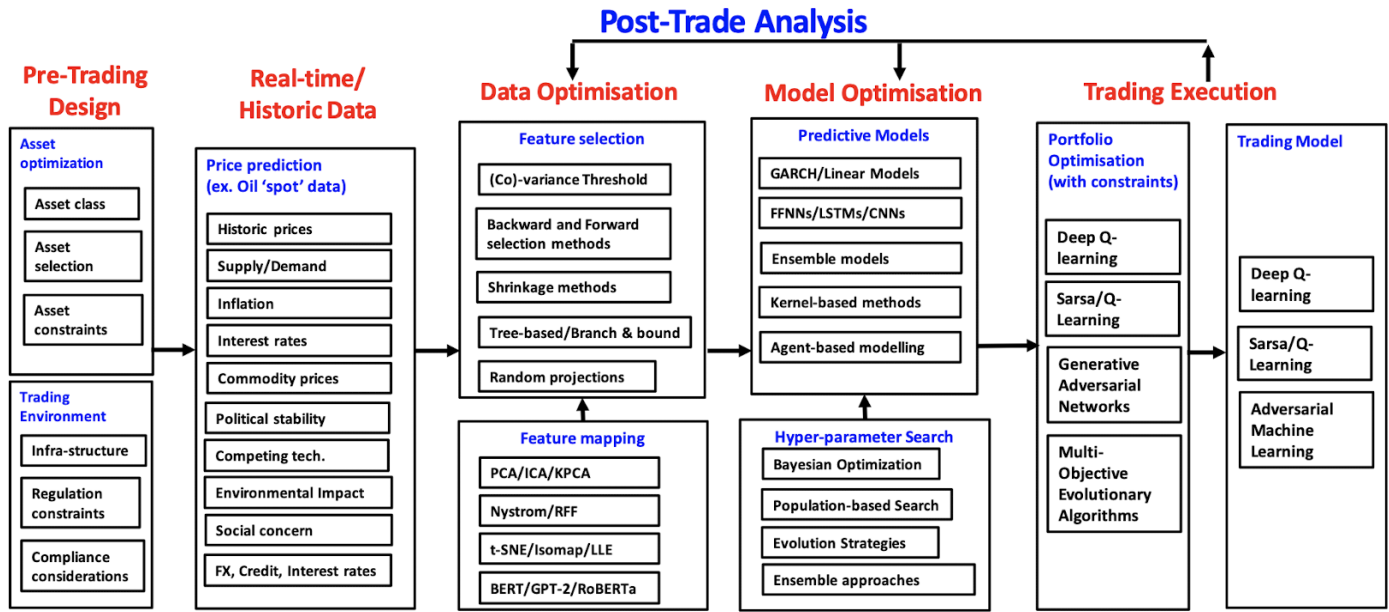 Post-Trade Analysis
Pre-Trading
Design
Asset
optimization
Asset class
Asset
selection
Asset
constraints
Trading
Environment
Infra-structure
Regulation
constraints
Compliance
considerations
Real-time/
Historic Data
Price prediction
(ex. Oil ‘spot’ data)
Historic prices
Supply/Demand
Inflation
Interest rates
Commodity prices
Political stability
Competing tech.
Environmental Impact
Social concern
FX, Credit, Interest rates
Data Optimisation
Feature selection
(Co)-variance Threshold
Backward and Forward
selection methods
Shrinkage methods
Tree-based/Branch & bound
Random projections
Feature mapping
PCA/ICA/KPCA
Nystrom/RFF
t-SNE/Isomap/LLE
BERT/GPT-2/RoBERTa
Model Optimisation
Predictive Models
GARCH/Linear Models
FFNNs/LSTMs/CNNs
Ensemble models
Kernel-based methods
Agent-based modelling
Hyper-parameter Search
Bayesian Optimization
Population-based Search
Evolution Strategies
Ensemble approaches
Trading Execution
Portfolio
Optimisation
(with constraints)
Deep Q-
learning
Sarsa/Q-
Learning
Generative
Adversarial
Networks
Multi-
Objective
Evolutionary
Algorithms
Trading Model
Deep Q-
learning
Sarsa/Q-
Learning
Adversarial
Machine
Learning